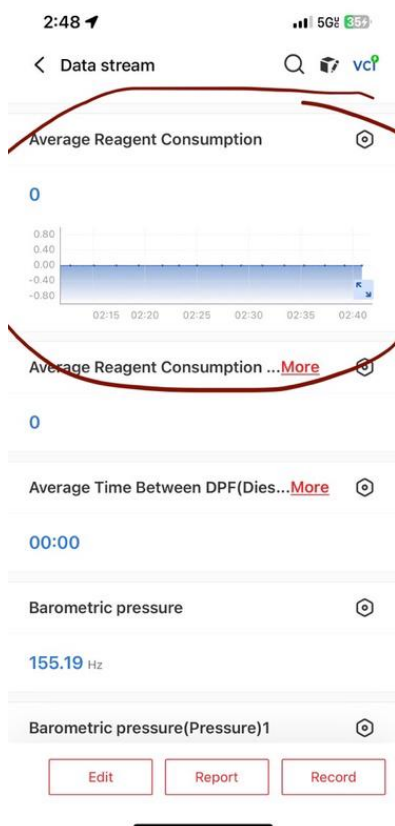 2:48 5G 35
Data stream vci
Average Reagent Consumption
0
0.80
0.40
0.00
-0.40
-0.80
02:15 02:20 02:25 02:30 02:35 02:40
Average Reagent Consumption ...More
0
Average Time Between DPF(Dies...More
00:00
Barometric pressure
155.19 Hz
Barometric pressure(Pressure)1
Edit Report Record